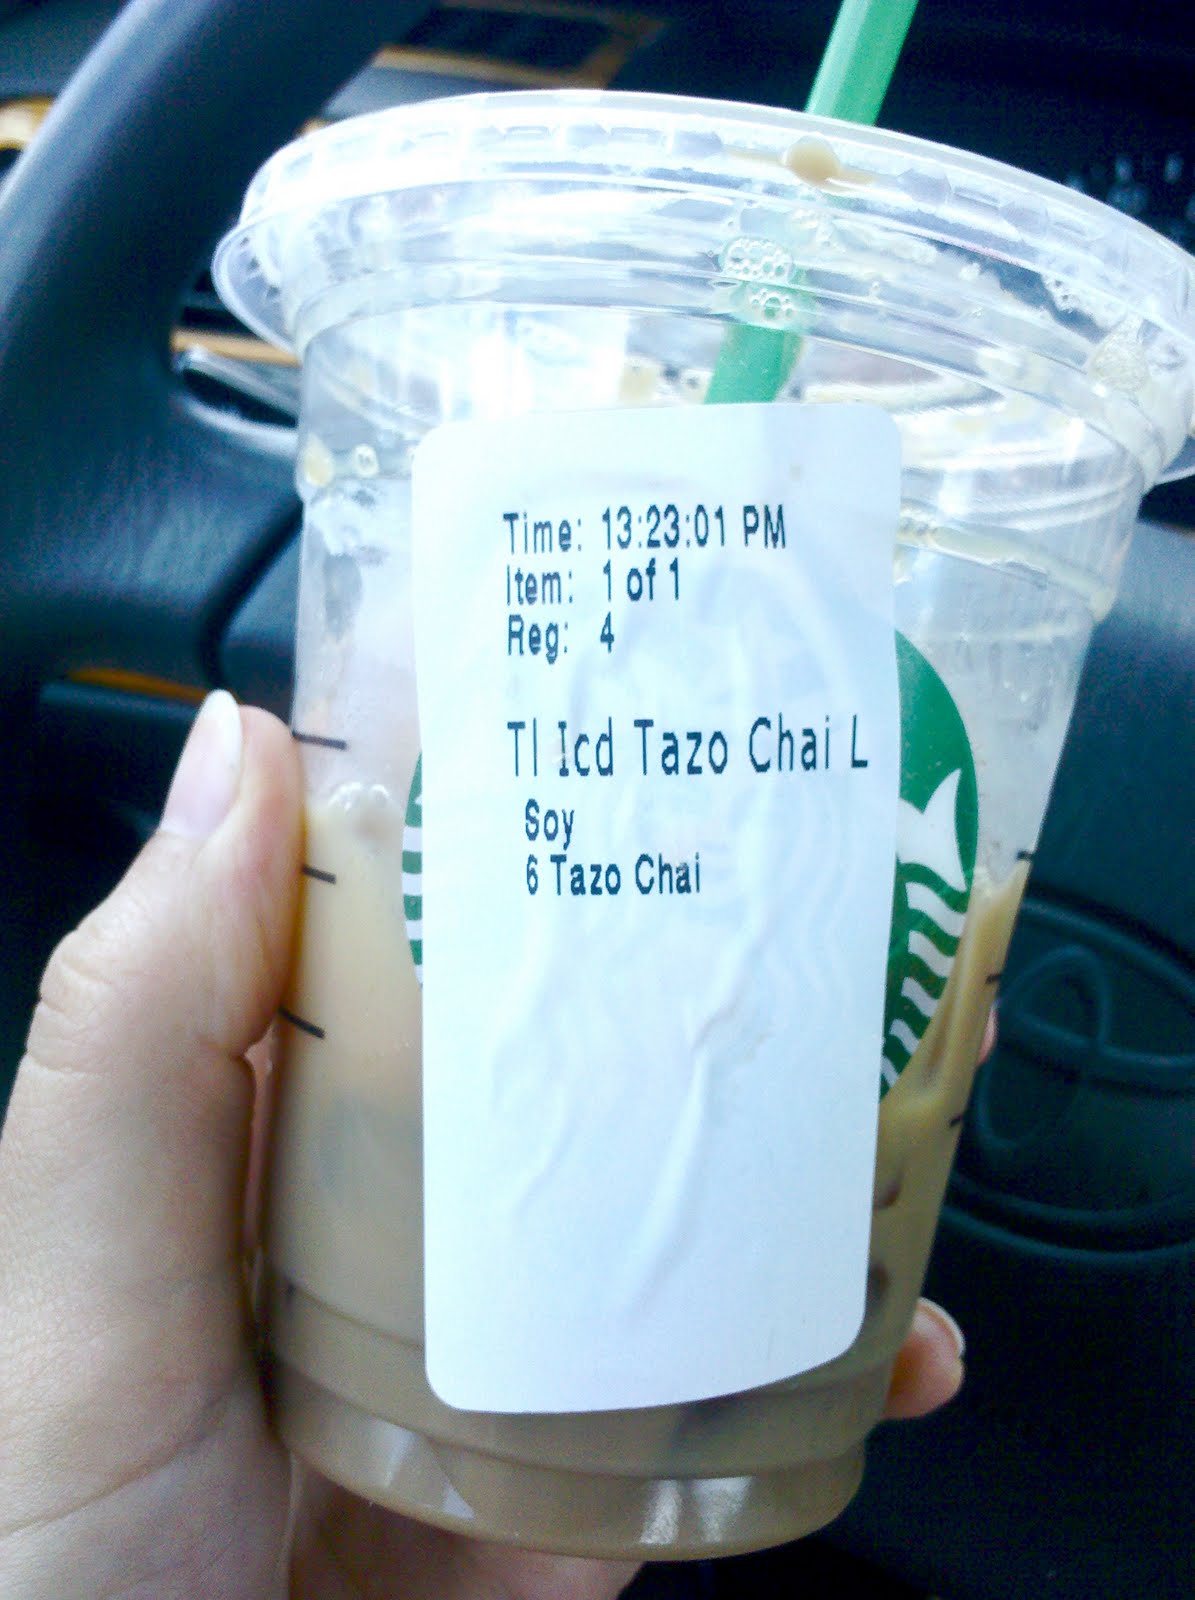 Time: 13:23:01 PM
Item: 1 of 1
Reg: 4
Tl Icd Tazo Chai L
Soy
6 Tazo Chai